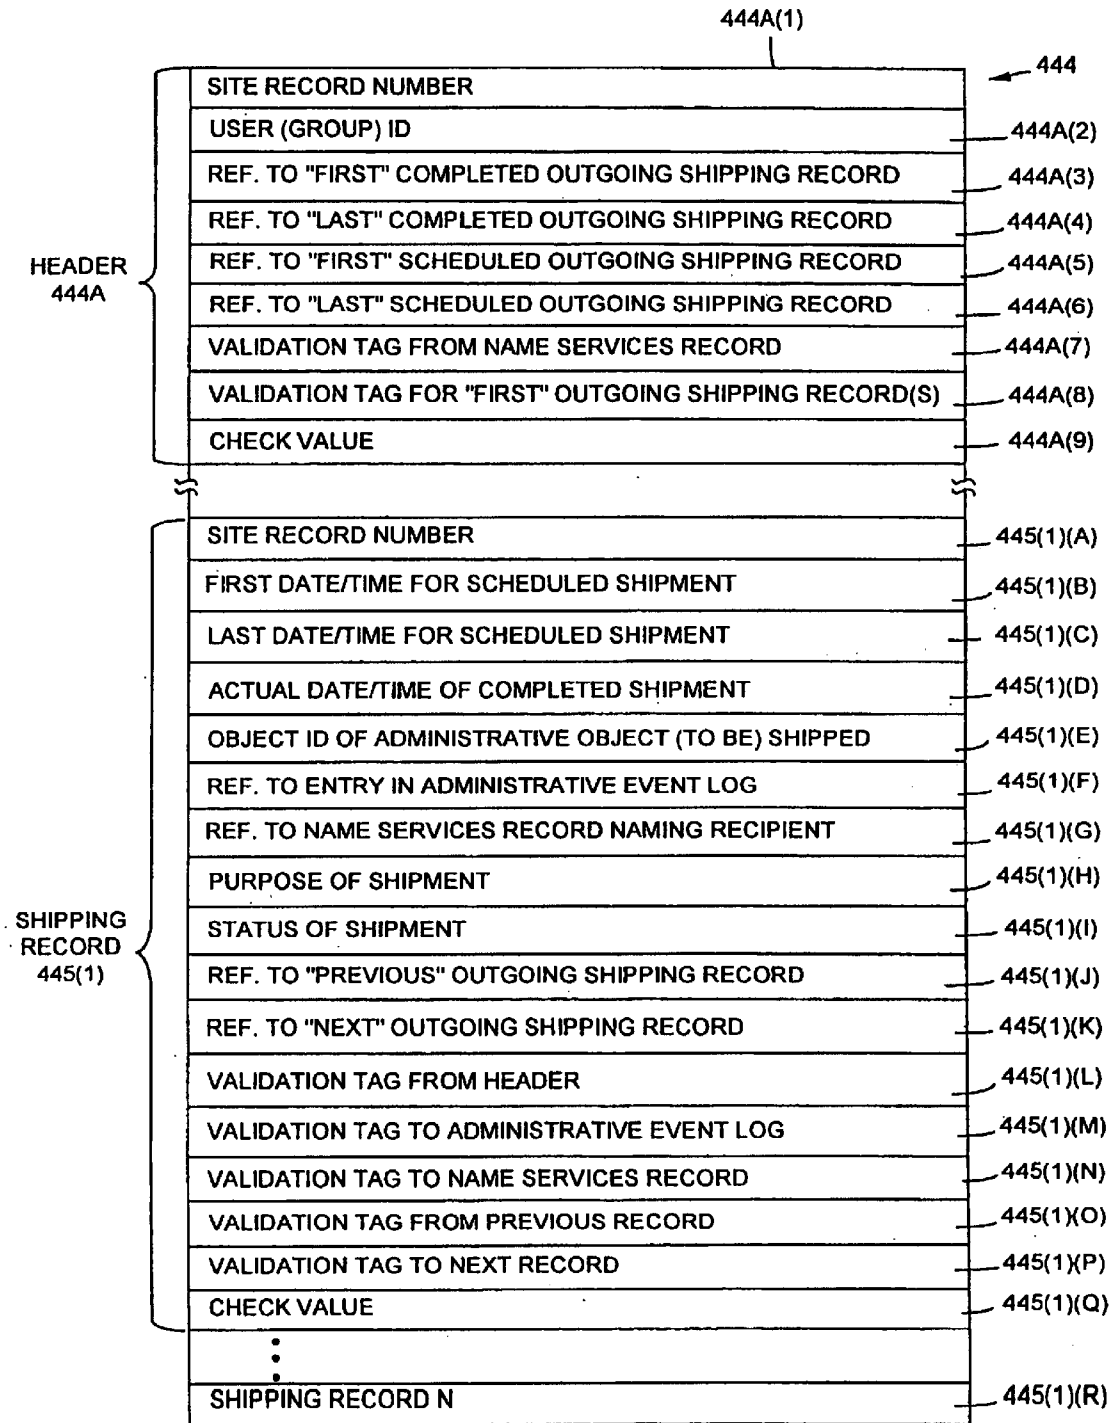 444A(1)
444
SITE RECORD NUMBER
USER (GROUP) ID
444A(2)
REF. TO "FIRST" COMPLETED OUTGOING SHIPPING RECORD
444A(3)
REF. TO "LAST" COMPLETED OUTGOING SHIPPING RECORD
444A(4)
REF. TO "FIRST" SCHEDULED OUTGOING SHIPPING RECORD
444A(5)
HEADER
444A
REF. TO "LAST" SCHEDULED OUTGOING SHIPPING RECORD
444A(6)
VALIDATION TAG FROM NAME SERVICES RECORD
444A(7)
VALIDATION TAG FOR "FIRST" OUTGOING SHIPPING RECORD(S)
444A(8)
CHECK VALUE
444A(9)
SITE RECORD NUMBER
445(1)(A)
FIRST DATE/TIME FOR SCHEDULED SHIPMENT
445(1)(B)
LAST DATE/TIME FOR SCHEDULED SHIPMENT
445(1)(C)
ACTUAL DATE/TIME OF COMPLETED SHIPMENT
445(1)(D)
OBJECT ID OF ADMINISTRATIVE OBJECT (TO BE) SHIPPED
445(1)(E)
REF. TO ENTRY IN ADMINISTRATIVE EVENT LOG
445(1)(F)
REF. TO NAME SERVICES RECORD NAMING RECIPIENT
445(1)(G)
PURPOSE OF SHIPMENT
445(1)(H)
SHIPPING
RECORD
445(1)
STATUS OF SHIPMENT
445(1)(I)
REF. TO "PREVIOUS" OUTGOING SHIPPING RECORD
445(1)(J)
REF. TO "NEXT" OUTGOING SHIPPING RECORD
445(1)(K)
VALIDATION TAG FROM HEADER
445(1)(L)
VALIDATION TAG TO ADMINISTRATIVE EVENT LOG
445(1)(M)
VALIDATION TAG TO NAME SERVICES RECORD
445(1)(N)
VALIDATION TAG FROM PREVIOUS RECORD
445(1)(O)
VALIDATION TAG TO NEXT RECORD
445(1)(P)
CHECK VALUE
445(1)(Q)
SHIPPING RECORD N
445(1)(R)